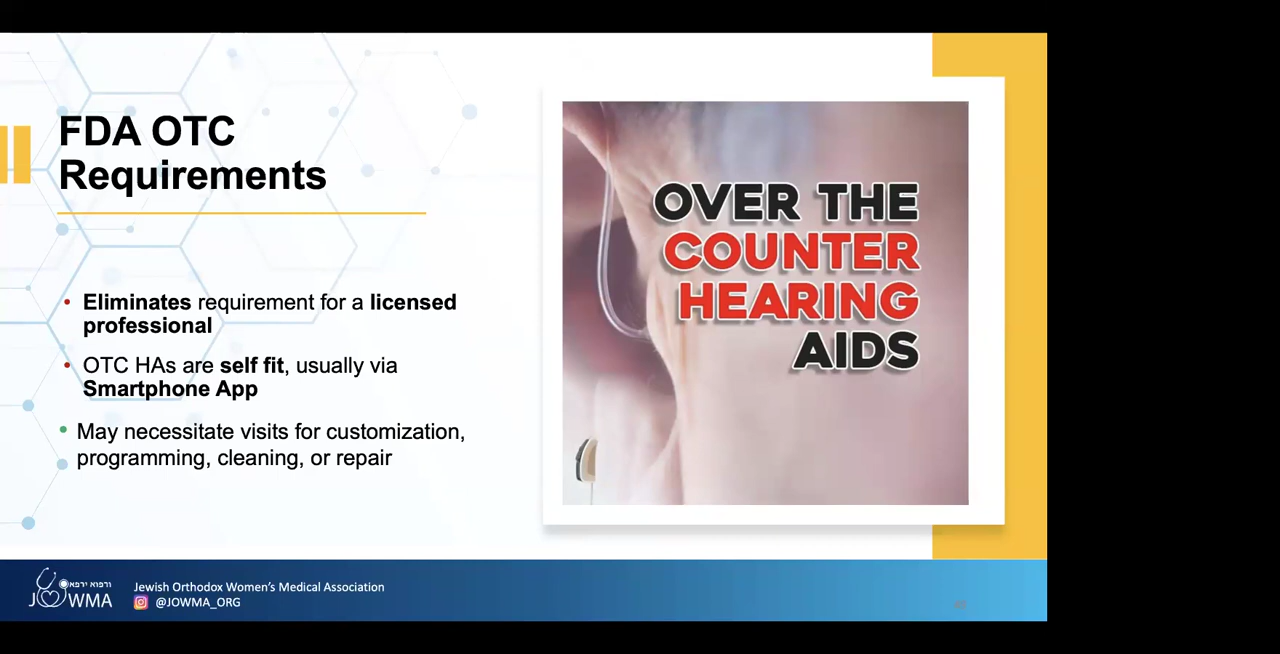 FDA OTC
Requirements
• Eliminates requirement for a licensed
professional
• OTC HAs are self fit, usually via
Smartphone App
• May necessitate visits for customization,
programming, cleaning, or repair
OVER THE
COUNTER
HEARING
AIDS
ורפוא ירפא
JOWMA
Jewish Orthodox Women's Medical Association
@JOWMA_ORG